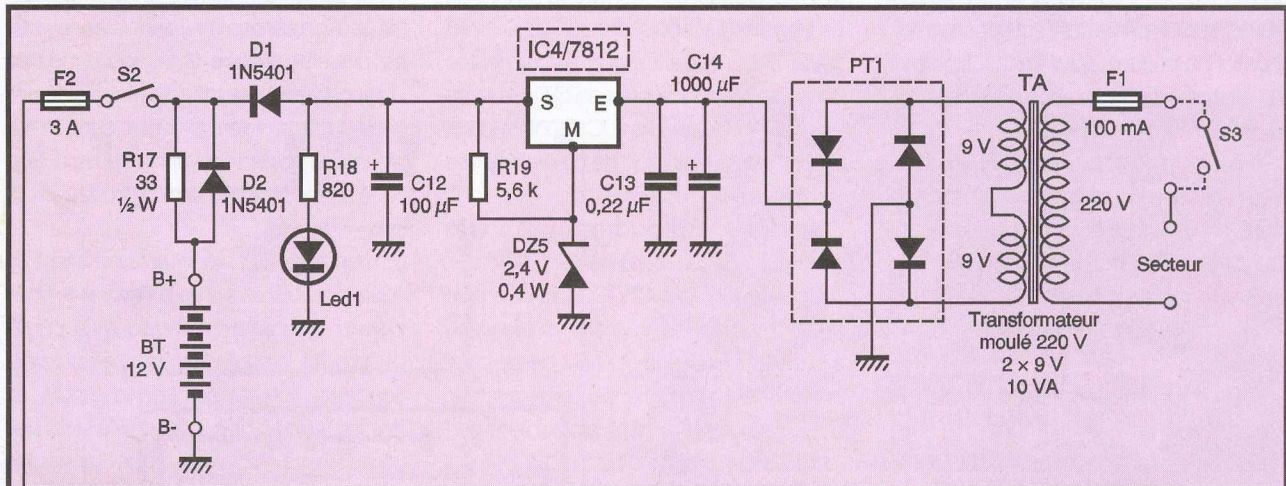 F2
3 A
S2
D1
1N5401
R17
33
½ W
D2
1N5401
B+
BT
12 V
B-
R18
820
Led1
C12
100 µF
R19
5,6 k
IC4/7812
S
E
M
DZ5
2,4 V
0,4 W
C13
0,22 µF
C14
1000 µF
PT1
9 V
9 V
TA
Transformateur
moulé 220 V
2 × 9 V
10 VA
F1
100 mA
220 V
S3
Secteur